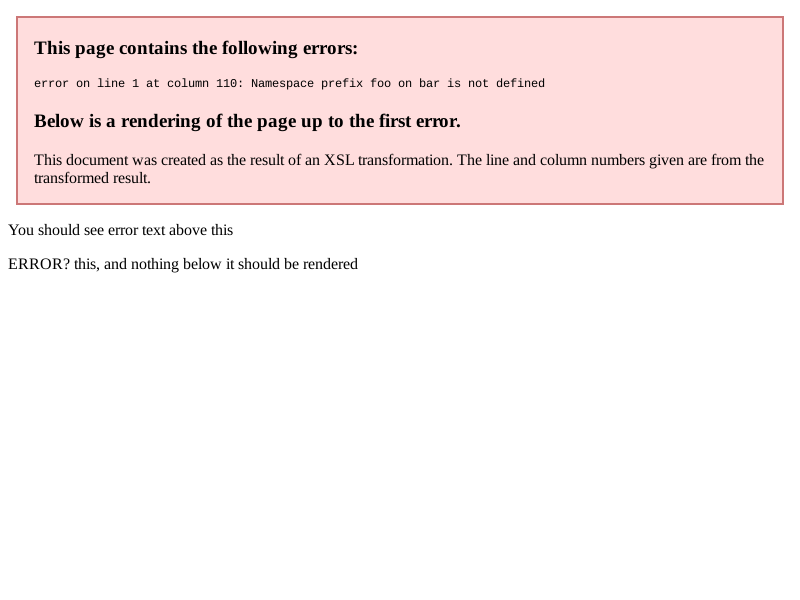 This page contains the following errors:
error on line 1 at column 110: Namespace prefix foo on bar is not defined
Below is a rendering of the page up to the first error.
This document was created as the result of an XSL transformation. The line and column numbers given are from the
transformed result.
You should see error text above this
ERROR? this, and nothing below it should be rendered